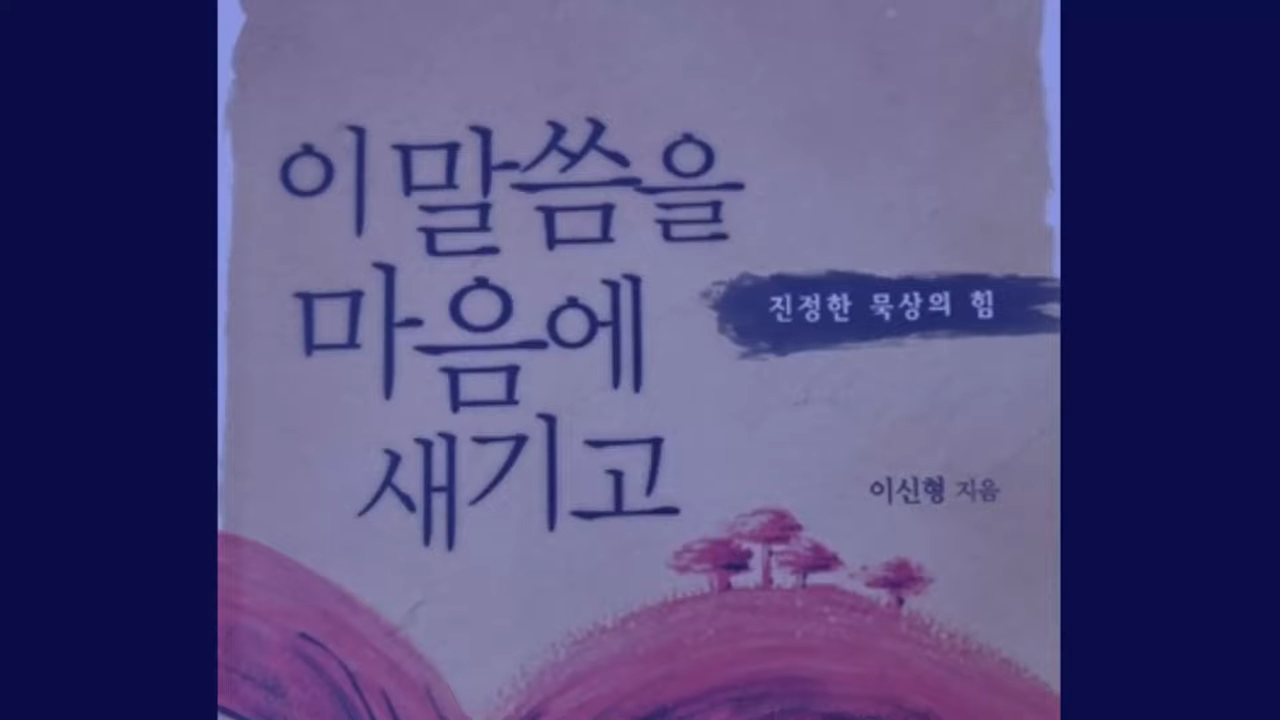 이 말씀을
마음에
새기고
진정한 묵상의 힘
이신형 지음